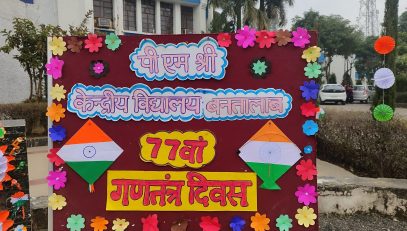 पी एम श्री
केन्द्रीय विद्यालय बनतालाब
77वां
गणतंत्र दिवस